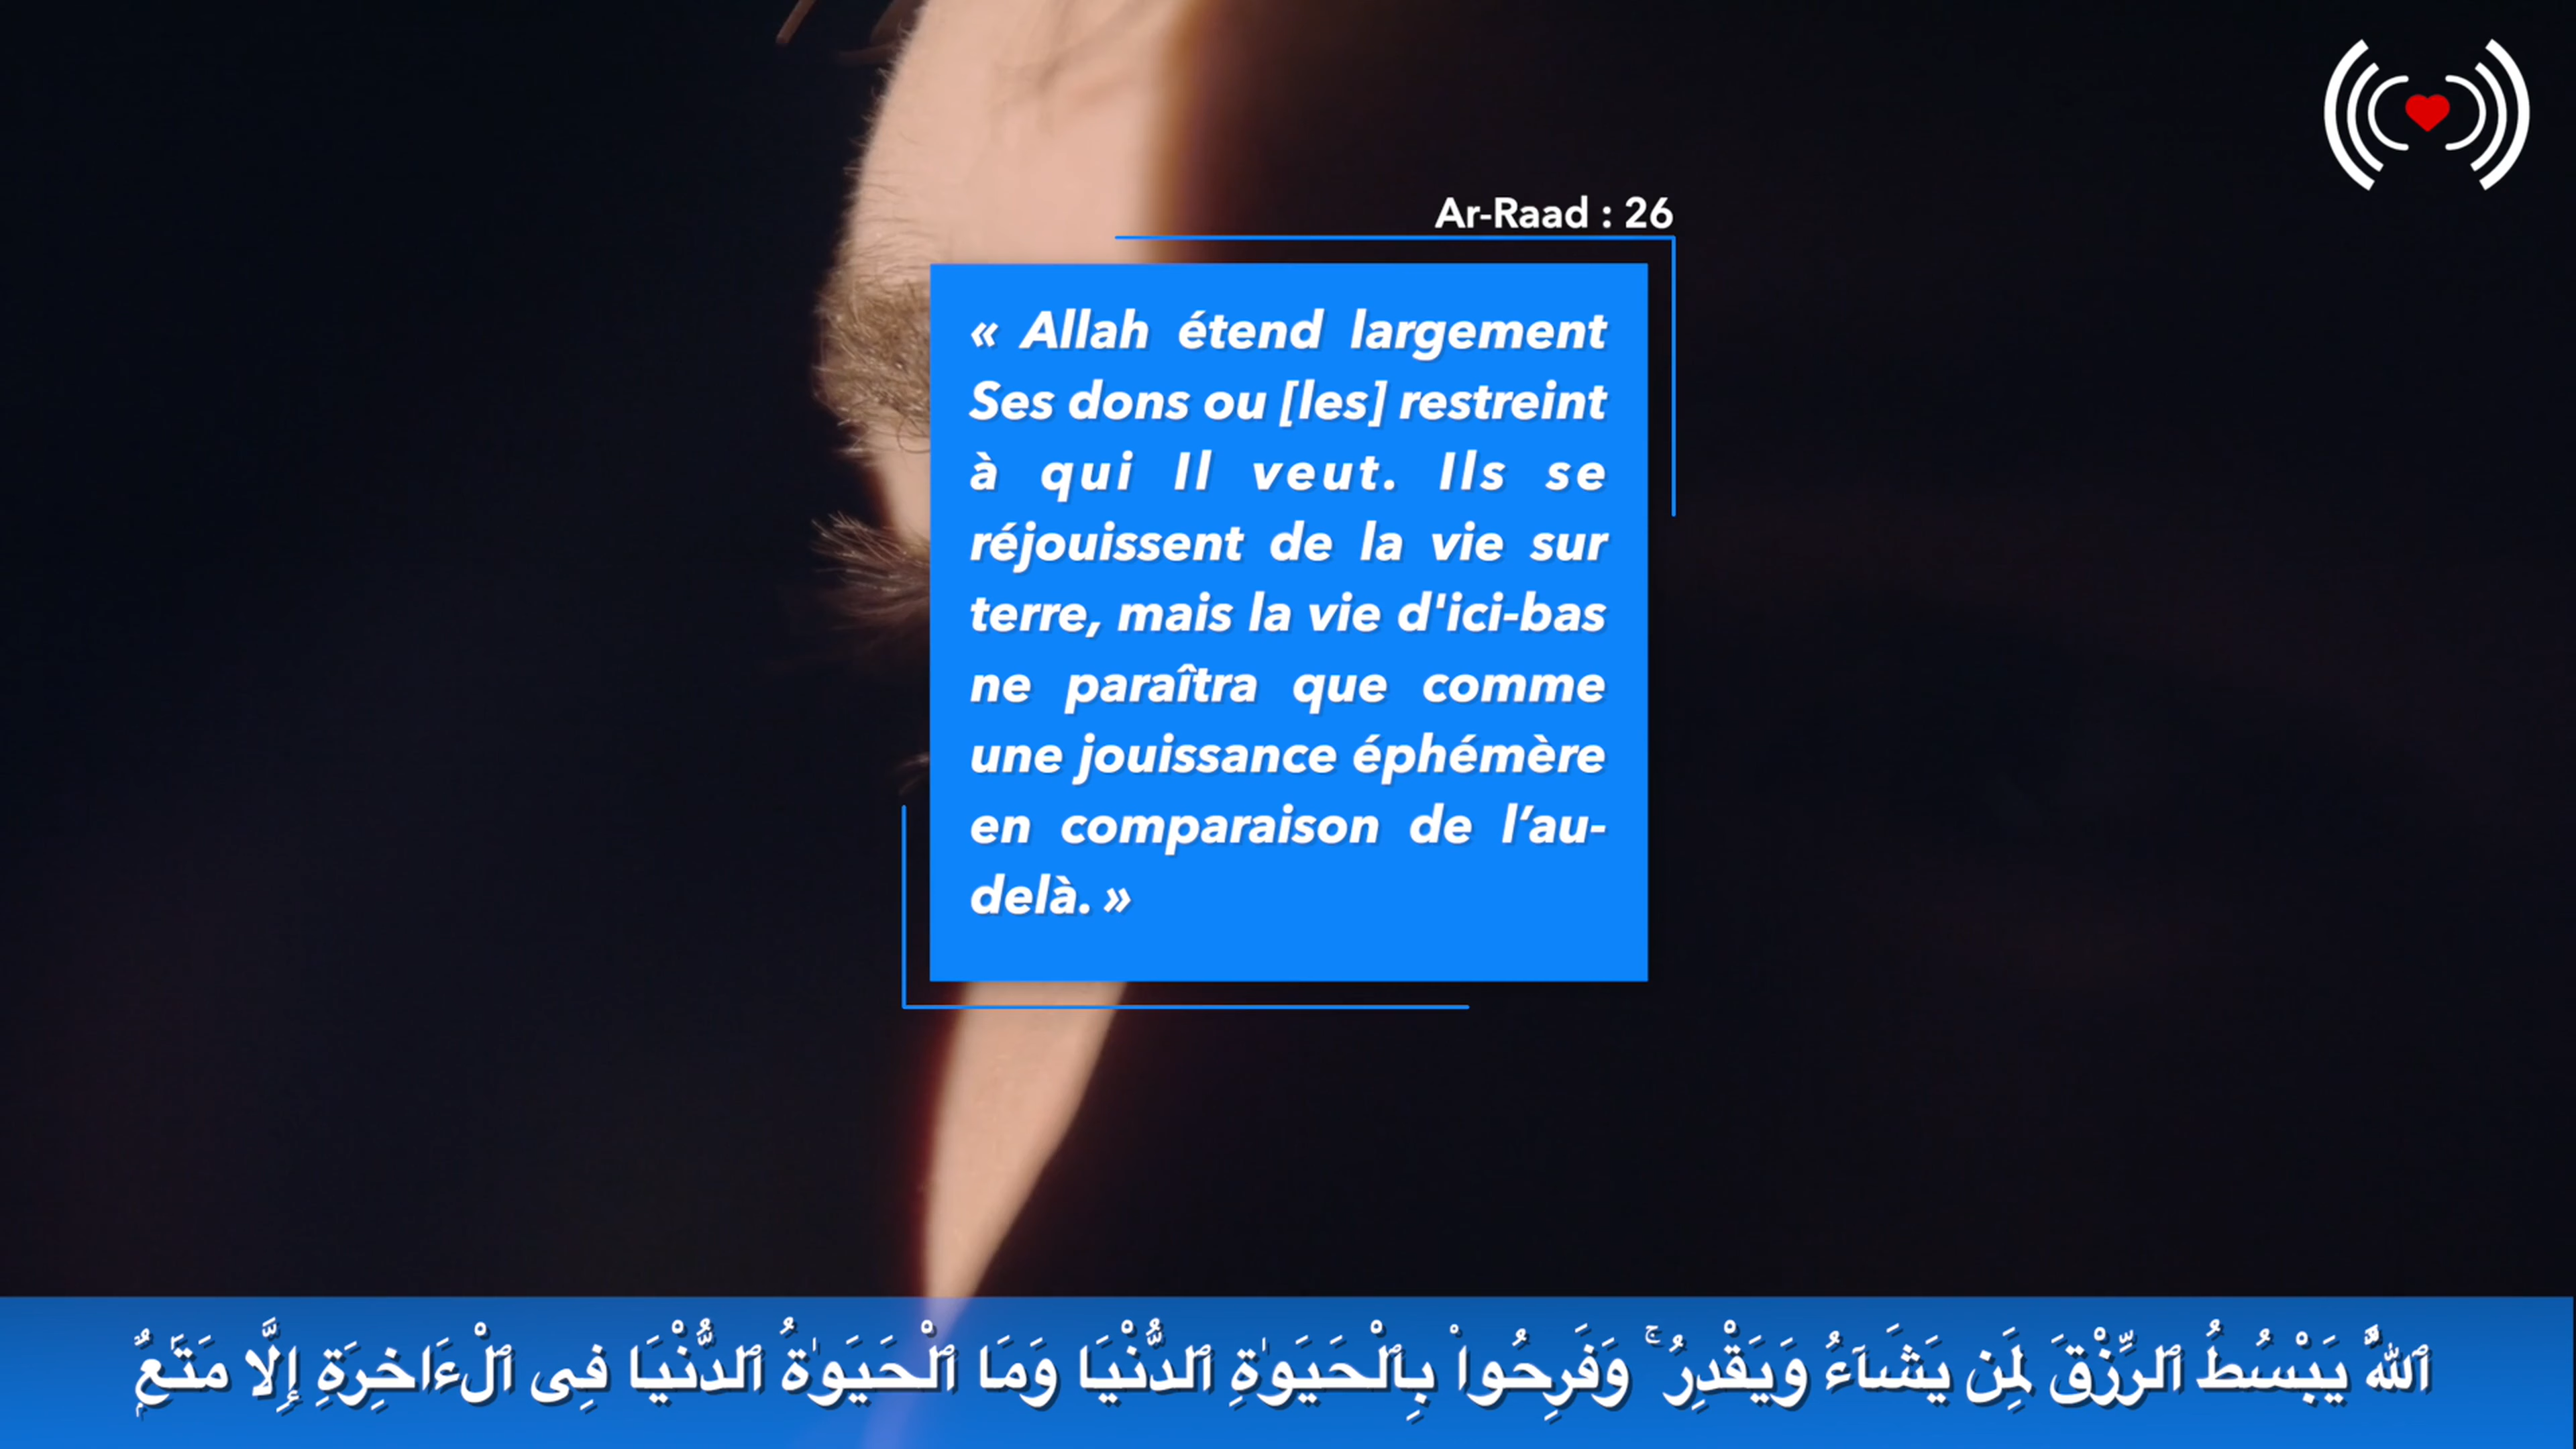 Ar-Raad : 26
« Allah étend largement
Ses dons ou [les] restreint
à qui Il veut. Ils se
réjouissent de la vie sur
terre, mais la vie d'ici-bas
ne paraîtra que comme
une jouissance éphémère
en comparaison de l’au-
delà. »
ٱللَّهُ يَبْسُطُ ٱلرِّزْقَ لِمَن يَشَآءُ وَيَقْدِرُ ۚ وَفَرِحُوا۟ بِٱلْحَيَوٰةِ ٱلدُّنْيَا وَمَا ٱلْحَيَوٰةُ ٱلدُّنْيَا فِى ٱلْءَاخِرَةِ إِلَّا مَتَـٰعٌ